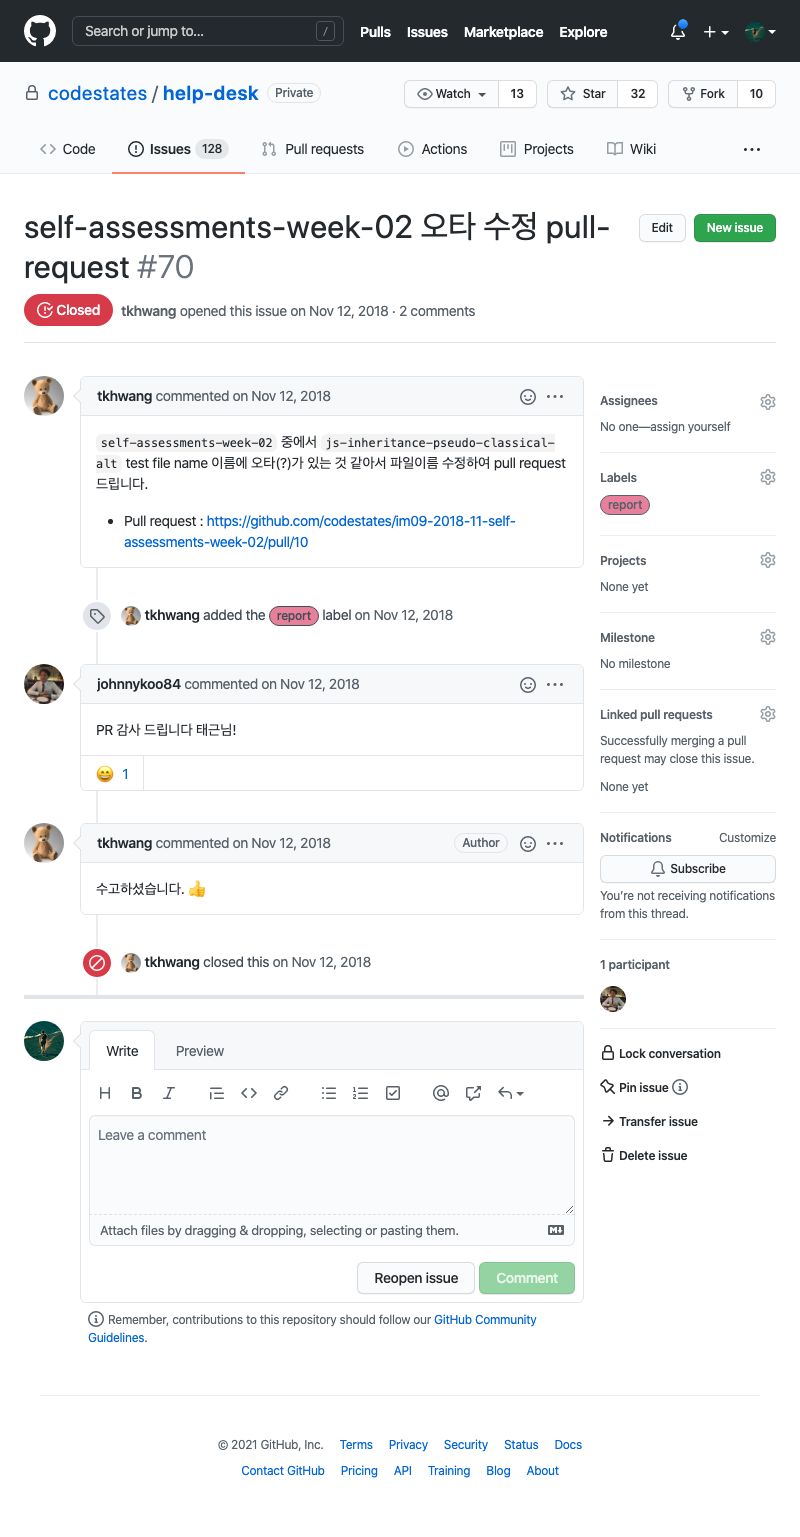 Search or jump to... /
Pulls Issues Marketplace Explore
codestates / help-desk Private
Watch 13 Star 32 Fork 10
Code Issues 128 Pull requests Actions Projects Wiki
self-assessments-week-02 오타 수정 pull-
request #70
Edit New issue
Closed tkhwang opened this issue on Nov 12, 2018 · 2 comments
tkhwang commented on Nov 12, 2018
self-assessments-week-02 중에서 js-inheritance-pseudo-classical-
alt test file name 이름에 오타(?)가 있는 것 같아서 파일이름 수정하여 pull request
드립니다.
• Pull request : https://github.com/codestates/im09-2018-11-self-
assessments-week-02/pull/10
tkhwang added the report label on Nov 12, 2018
johnnykoo84 commented on Nov 12, 2018
PR 감사 드립니다 태근님!
😄 1
tkhwang commented on Nov 12, 2018 Author
수고하셨습니다. 👍
tkhwang closed this on Nov 12, 2018
Write Preview
H B I
Leave a comment
Attach files by dragging & dropping, selecting or pasting them.
Reopen issue Comment
Remember, contributions to this repository should follow our GitHub Community
Guidelines.
Assignees
No one—assign yourself
Labels
report
Projects
None yet
Milestone
No milestone
Linked pull requests
Successfully merging a pull
request may close this issue.
None yet
Notifications Customize
Subscribe
You're not receiving notifications
from this thread.
1 participant
Lock conversation
Pin issue
Transfer issue
Delete issue
© 2021 GitHub, Inc. Terms Privacy Security Status Docs
Contact GitHub Pricing API Training Blog About